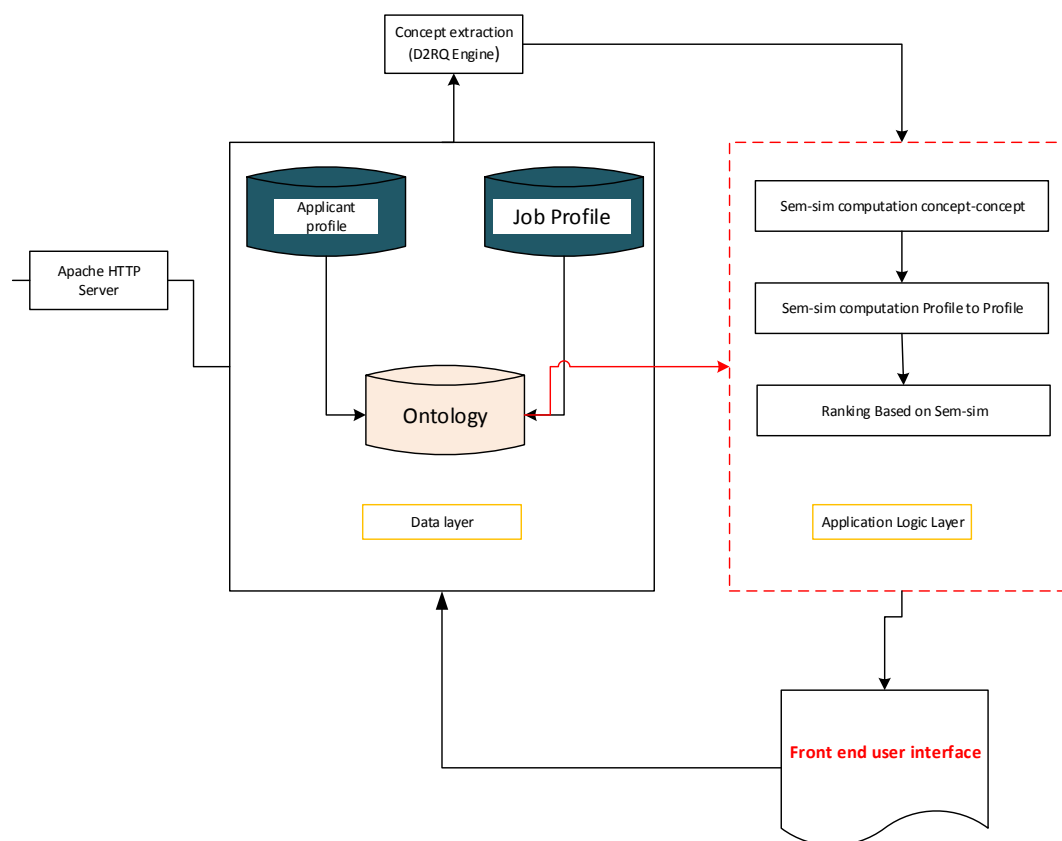 Concept extraction
(D2RQ Engine)
Applicant
profile
Job Profile
Sem-sim computation concept-concept
Apache HTTP
Server
Sem-sim computation Profile to Profile
Ontology
Ranking Based on Sem-sim
Data layer
Application Logic Layer
Front end user interface